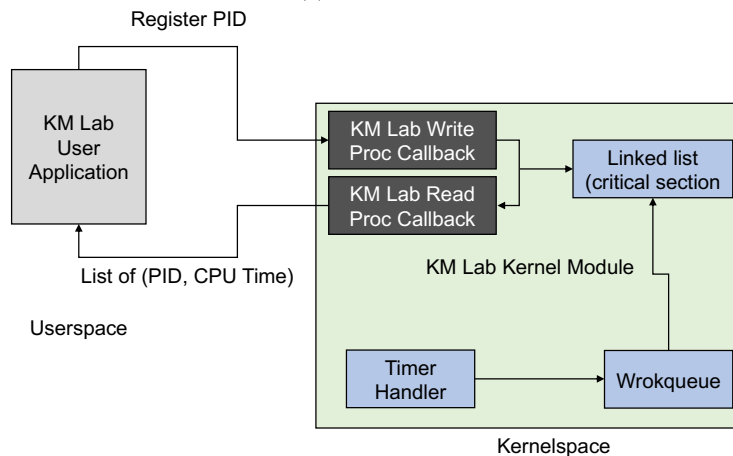 Register PID
KM Lab
User
Application
KM Lab Write
Proc Callback
KM Lab Read
Proc Callback
Linked list
(critical section
List of (PID, CPU Time)
KM Lab Kernel Module
Userspace
Timer
Handler
Wrokqueue
Kernelspace